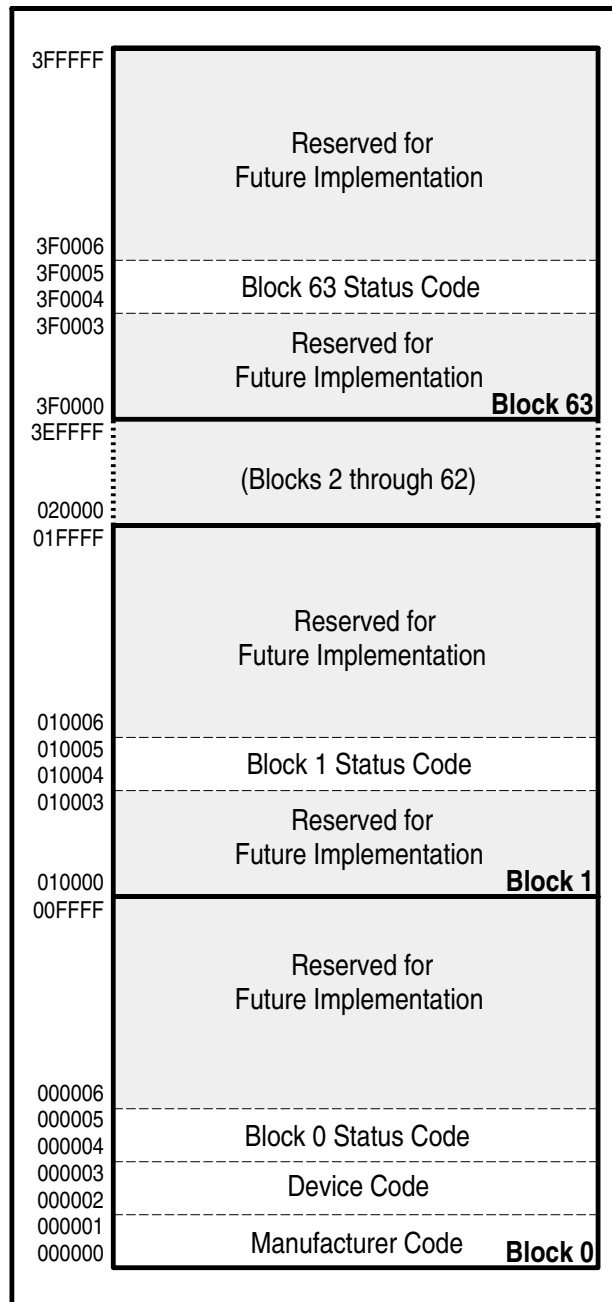 3FFFFF
Reserved for
Future Implementation
3F0006
3F0005
Block 63 Status Code
3F0004
3F0003
Reserved for
Future Implementation
3F0000
Block 63
3EFFFF
(Blocks 2 through 62)
020000
01FFFF
Reserved for
Future Implementation
010006
010005
Block 1 Status Code
010004
010003
Reserved for
Future Implementation
010000
Block 1
00FFFF
Reserved for
Future Implementation
000006
000005
Block 0 Status Code
000004
000003
Device Code
000002
000001
Manufacturer Code
000000
Block 0